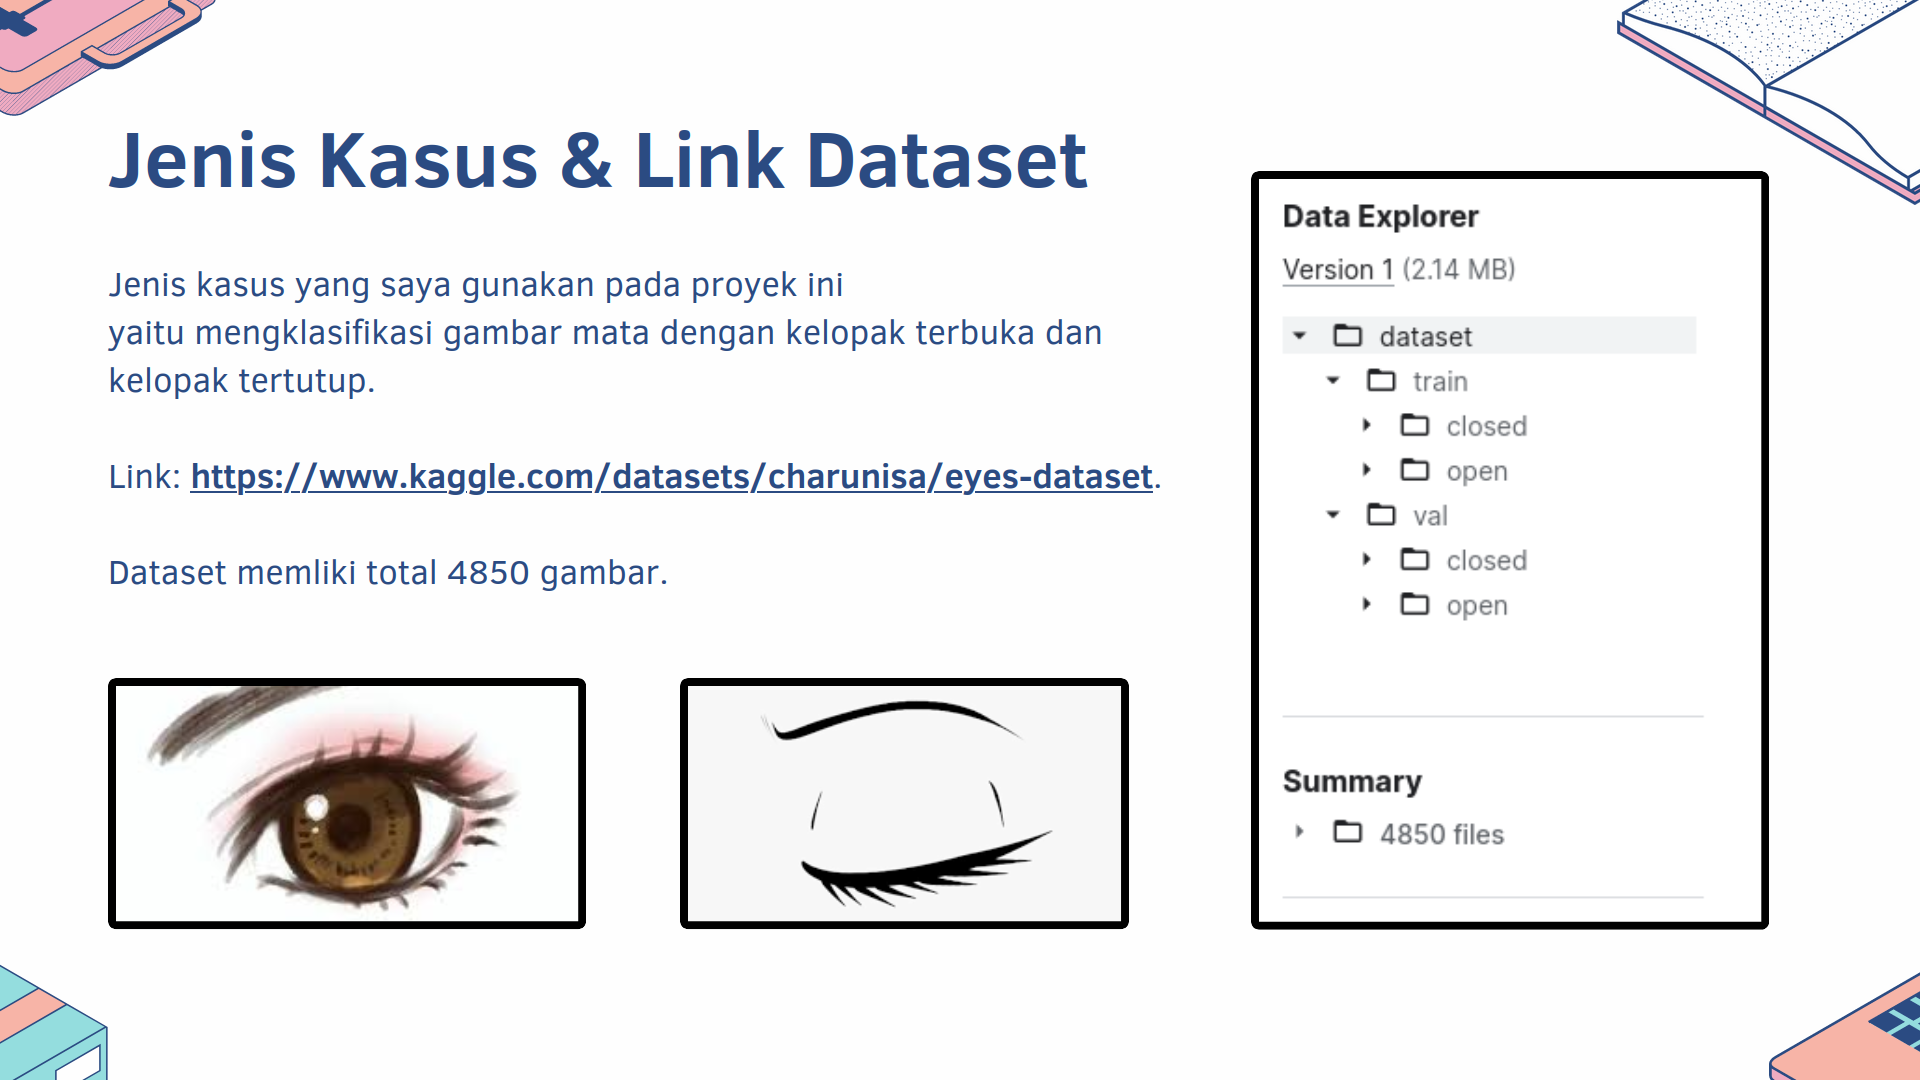 Jenis Kasus & Link Dataset
Jenis kasus yang saya gunakan pada proyek ini
yaitu mengklasifikasi gambar mata dengan kelopak terbuka dan
kelopak tertutup.
Link: https://www.kaggle.com/datasets/charunisa/eyes-dataset.
Dataset memliki total 4850 gambar.
Data Explorer
Version 1 (2.14 MB)
dataset
train
closed
open
val
closed
open
Summary
4850 files